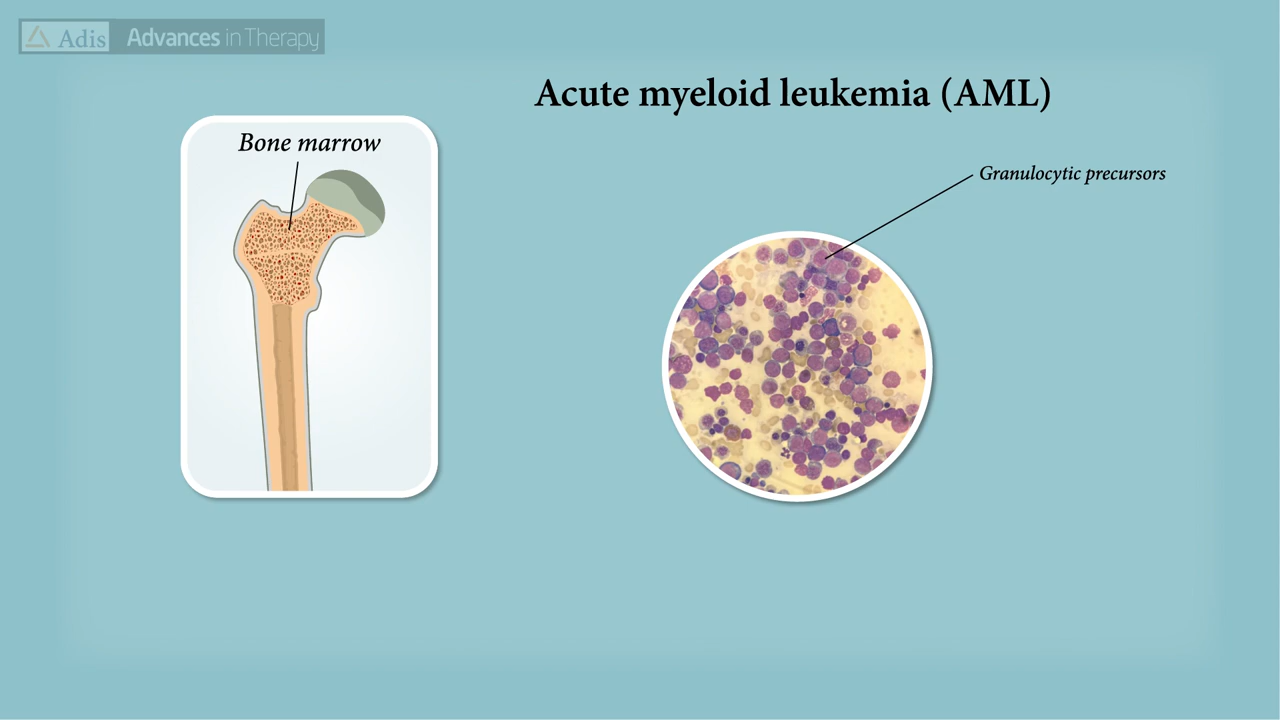 Adis Advances in Therapy
Acute myeloid leukemia (AML)
Bone marrow
Granulocytic precursors